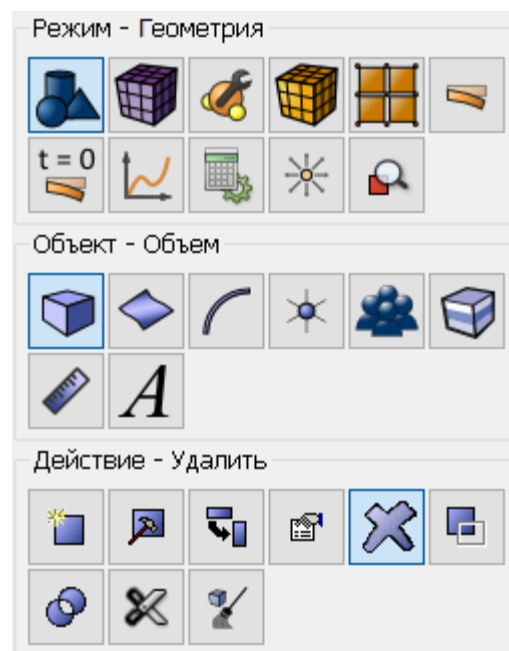 Режим - Геометрия
t = 0
Объект - Объем
A
Действие - Удалить